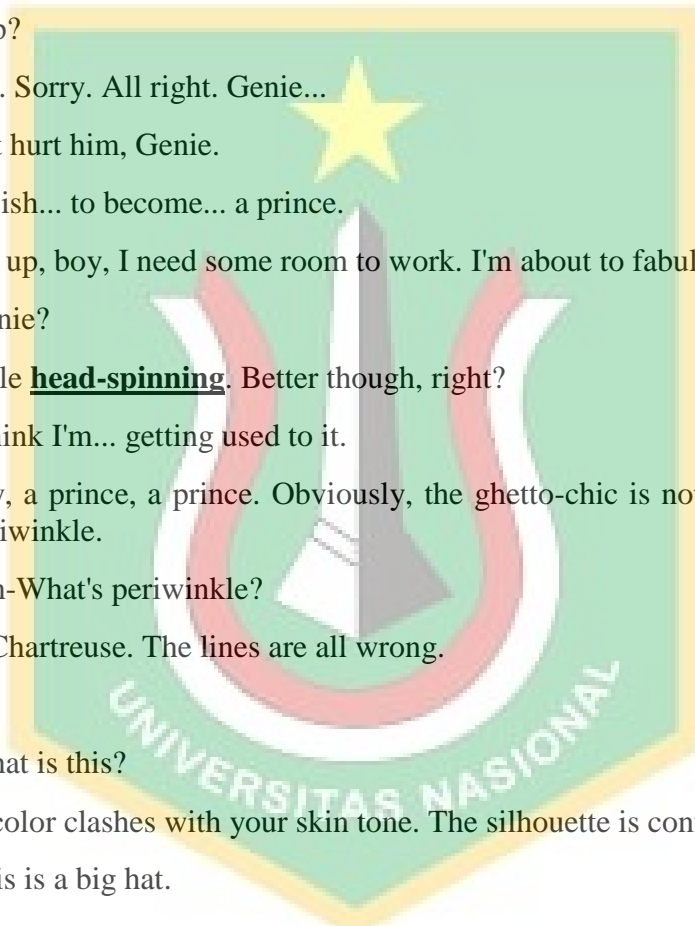 ?
. Sorry. All right. Genie...
hurt him, Genie.
ish... to become... a prince.
up, boy, I need some room to work. I'm about to
nie?
le head-spinning. Better though, right?
ink I'm... getting used to it.
, a prince, a prince. Obviously, the ghetto-chic is
iwinkle.
-What's periwinkle?
Chartreuse. The lines are all wrong.
at is this?
color clashes with your skin tone. The silhouette is
is is a big hat.
UNIVERSITAS NASIONAL